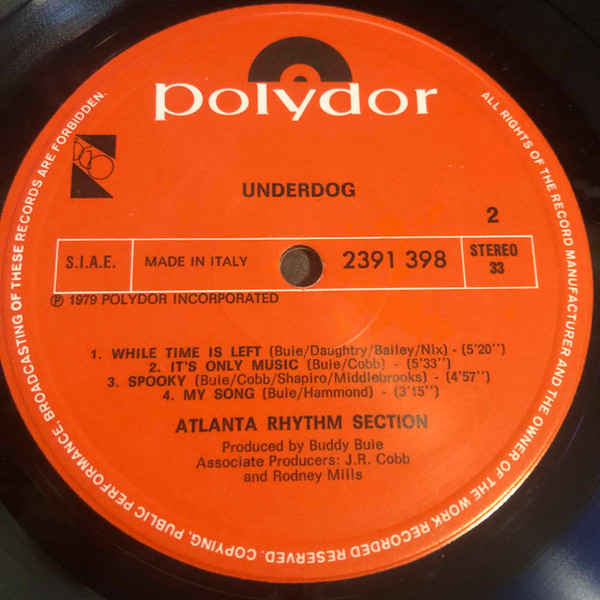 polydor
UNDERDOG
2
S.I.A.E.
MADE IN ITALY
2391 398
STEREO
33
℗ 1979 POLYDOR INCORPORATED
1. WHILE TIME IS LEFT (Buie/Daughtry/Bailey/Nix) - (5'20'')
2. IT'S ONLY MUSIC (Buie/Cobb) - (5'33'')
3. SPOOKY (Buie/Cobb/Shapiro/Middlebrooks) - (4'57'')
4. MY SONG (Buie/Hammond) - (3'15'')
ATLANTA RHYTHM SECTION
Produced by Buddy Buie
Associate Producers: J.R. Cobb
and Rodney Mills
ALL RIGHTS OF THE RECORD MANUFACTURER AND THE OWNER OF THE WORK RECORDED RESERVED. COPYING, PUBLIC PERFORMANCE, BROADCASTING OF THESE RECORDS ARE FORBIDDEN.